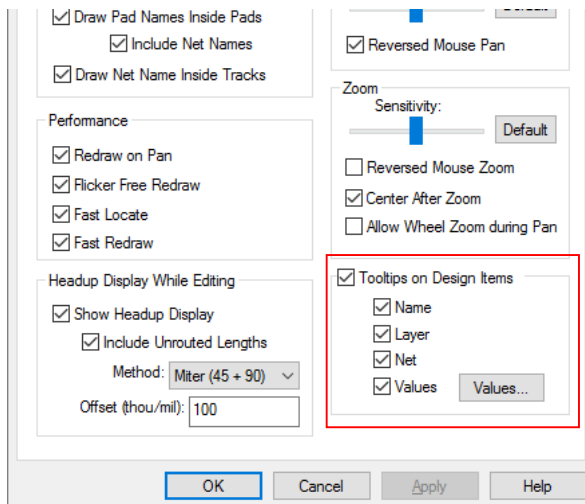 Draw Pad Names Inside Pads
Include Net Names
Draw Net Name Inside Tracks
Performance
Redraw on Pan
Flicker Free Redraw
Fast Locate
Fast Redraw
Headup Display While Editing
Show Headup Display
Include Unrouted Lengths
Method: Miter (45 + 90)
Offset (thou/mil): 100
Default
Reversed Mouse Pan
Zoom
Sensitivity:
Default
Reversed Mouse Zoom
Center After Zoom
Allow Wheel Zoom during Pan
Tooltips on Design Items
Name
Layer
Net
Values Values...
OK Cancel Apply Help